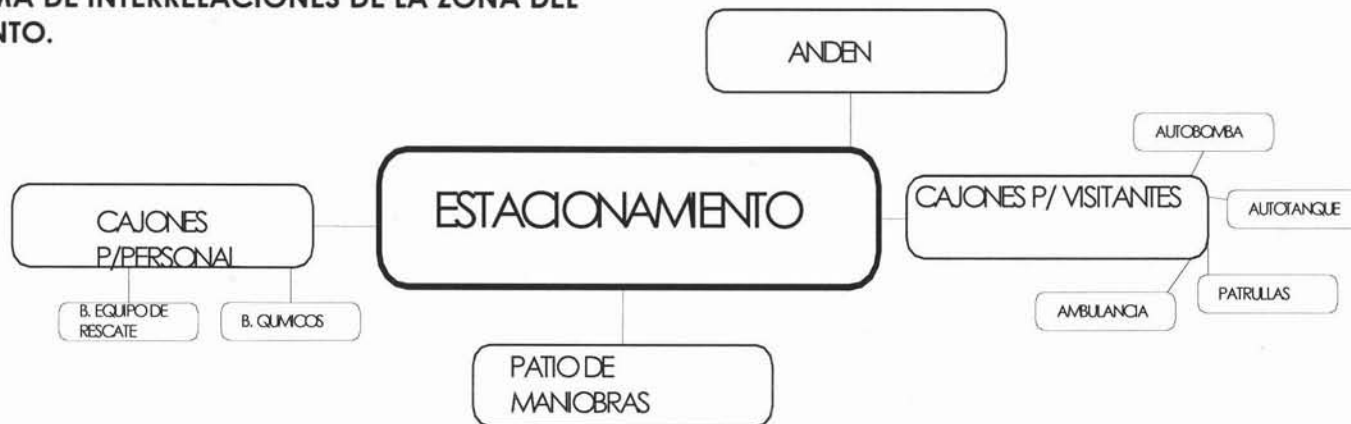 MA DE INTERRELACIONES DE LA ZONA DEL
NTO.
ANDEN
AUTOBOMBA
ESTACIONAMIENTO
CAJONES P/ VISITANTES
AUTOTANQUE
CAJONES
P/PERSONAL
B. EQUIPO DE
RESCATE
B. QUIMICOS
AMBULANCIA
PATRULLAS
PATIO DE
MANIOBRAS